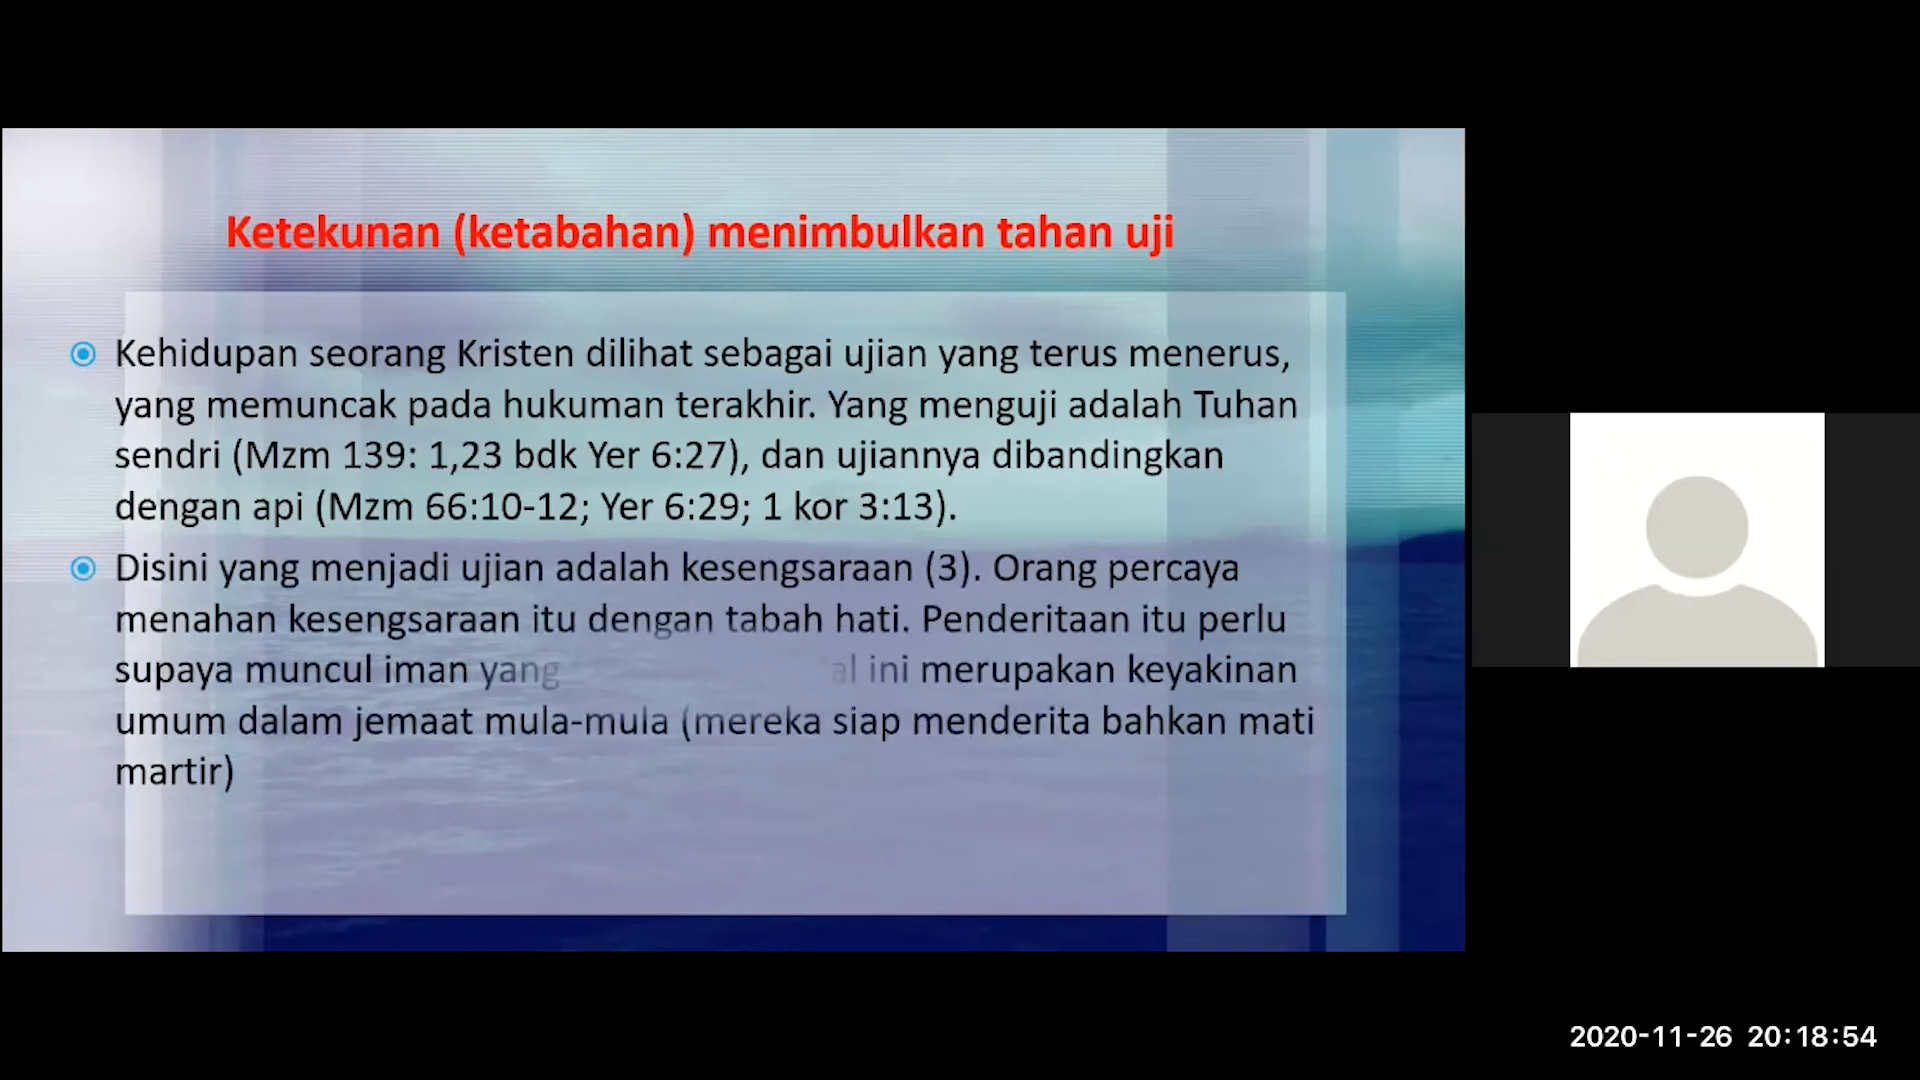 Ketekunan (ketabahan) menimbulkan tahan uji
Kehidupan seorang Kristen dilihat sebagai ujian yang terus menerus,
yang memuncak pada hukuman terakhir. Yang menguji adalah Tuhan
sendri (Mzm 139: 1,23 bdk Yer 6:27), dan ujiannya dibandingkan
dengan api (Mzm 66:10-12; Yer 6:29; 1 kor 3:13).
Disini yang menjadi ujian adalah kesengsaraan (3). Orang percaya
menahan kesengsaraan itu dengan tabah hati. Penderitaan itu perlu
supaya muncul iman yang ini merupakan keyakinan
umum dalam jemaat mula-mula (mereka siap menderita bahkan mati
martir)
2020-11-26 20:18:54